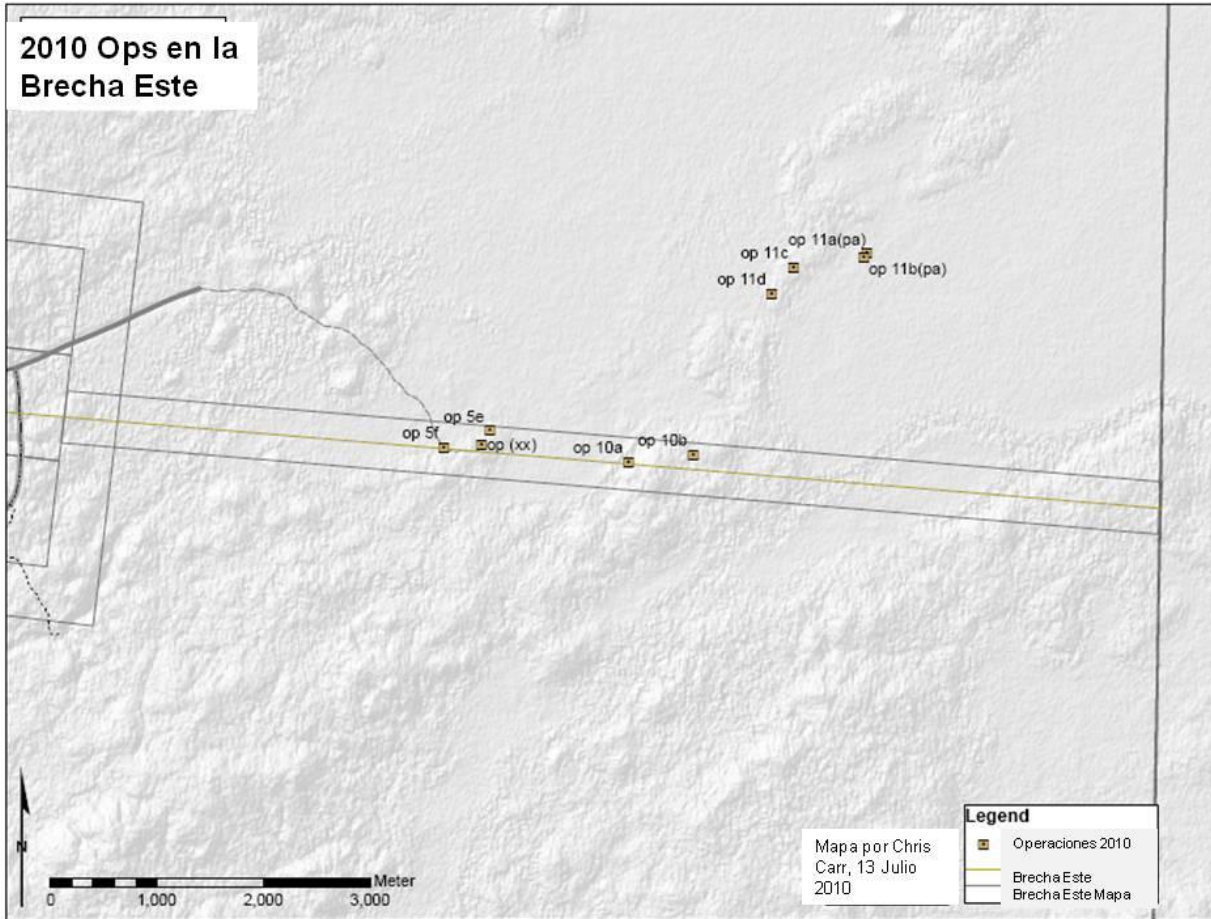 2010 Ops en la
Brecha Este
op 11a(pa)
op 11c
op 11b(pa)
op 11d
op 5e
op 5f
op (xx)
op 10a
op 10b
N
Meter
0 1,000 2,000 3,000
Mapa por Chris
Carr, 13 Julio
2010
Legend
Operaciones 2010
Brecha Este
Brecha Este Mapa